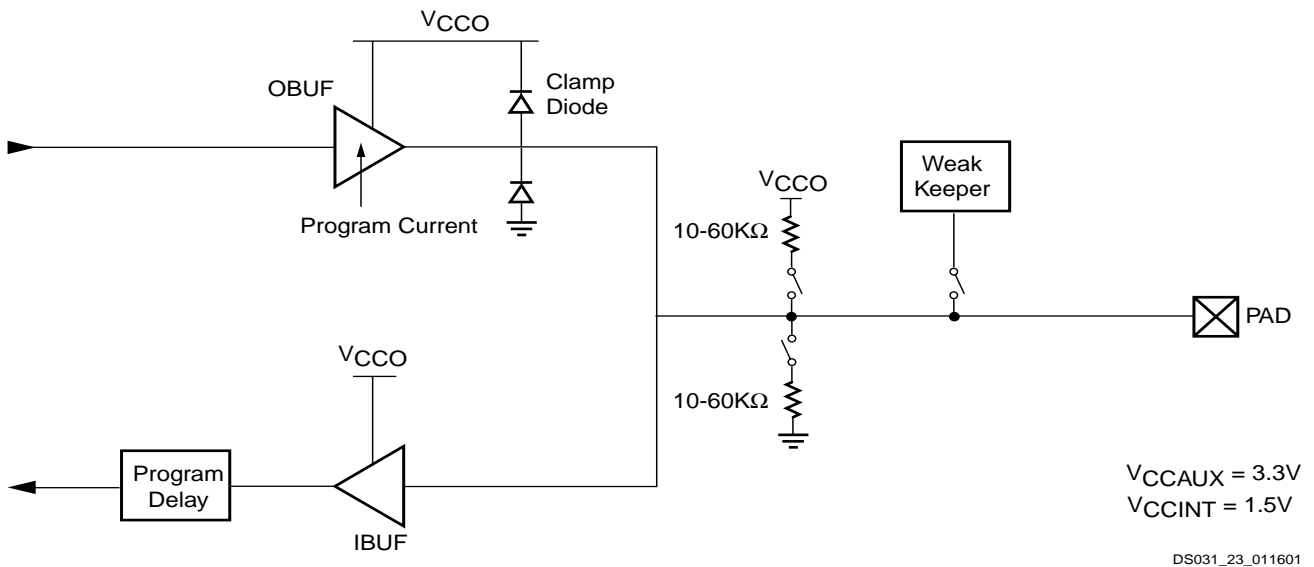 VCCO
OBUF
Clamp
Diode
Program Current
VCCO
10-60KΩ
Weak
Keeper
PAD
10-60KΩ
VCCO
Program
Delay
IBUF
VCCAUX = 3.3V
VCCINT = 1.5V
DS031_23_011601